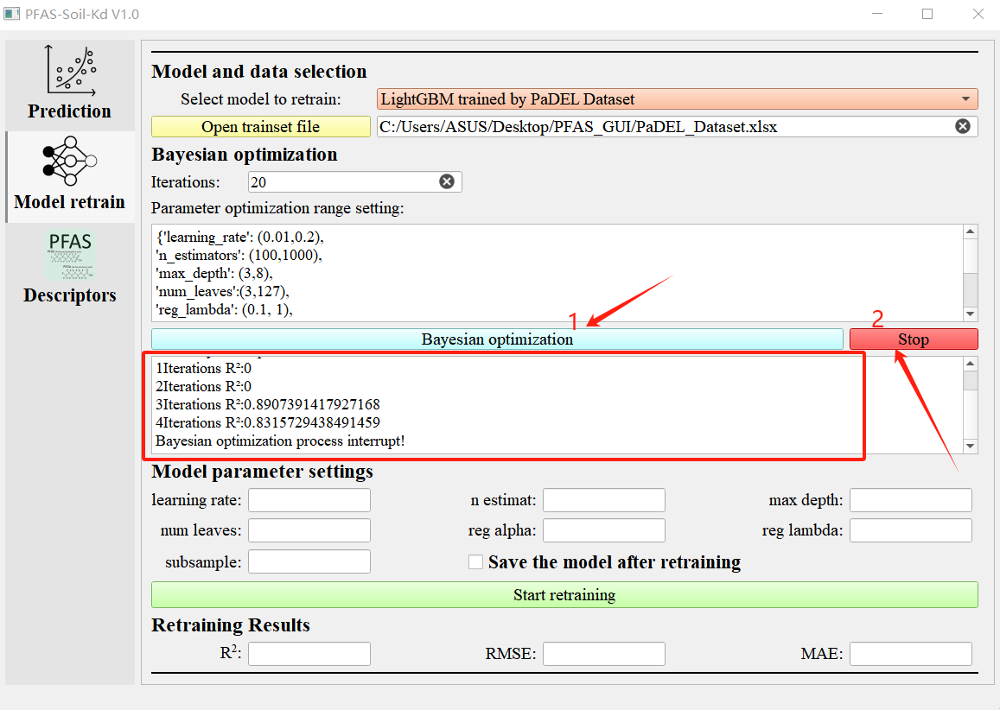 PFAS-Soil-Kd V1.0
Prediction
Model retrain
PFAS
Descriptors
Model and data selection
Select model to retrain: LightGBM trained by PaDEL Dataset
Open trainset file C:/Users/ASUS/Desktop/PFAS_GUI/PaDEL_Dataset.xlsx
Bayesian optimization
Iterations: 20
Parameter optimization range setting:
{'learning_rate': (0.01,0.2),
'n_estimators': (100,1000),
'max_depth': (3,8),
'num_leaves':(3,127),
'reg_lambda': (0.1, 1),
1 2
Bayesian optimization Stop
1Iterations R²:0
2Iterations R²:0
3Iterations R²:0.8907391417927168
4Iterations R²:0.8315729438491459
Bayesian optimization process interrupt!
Model parameter settings
learning rate: n estimat: max depth:
num leaves: reg alpha: reg lambda:
subsample: Save the model after retraining
Start retraining
Retraining Results
R²: RMSE: MAE: